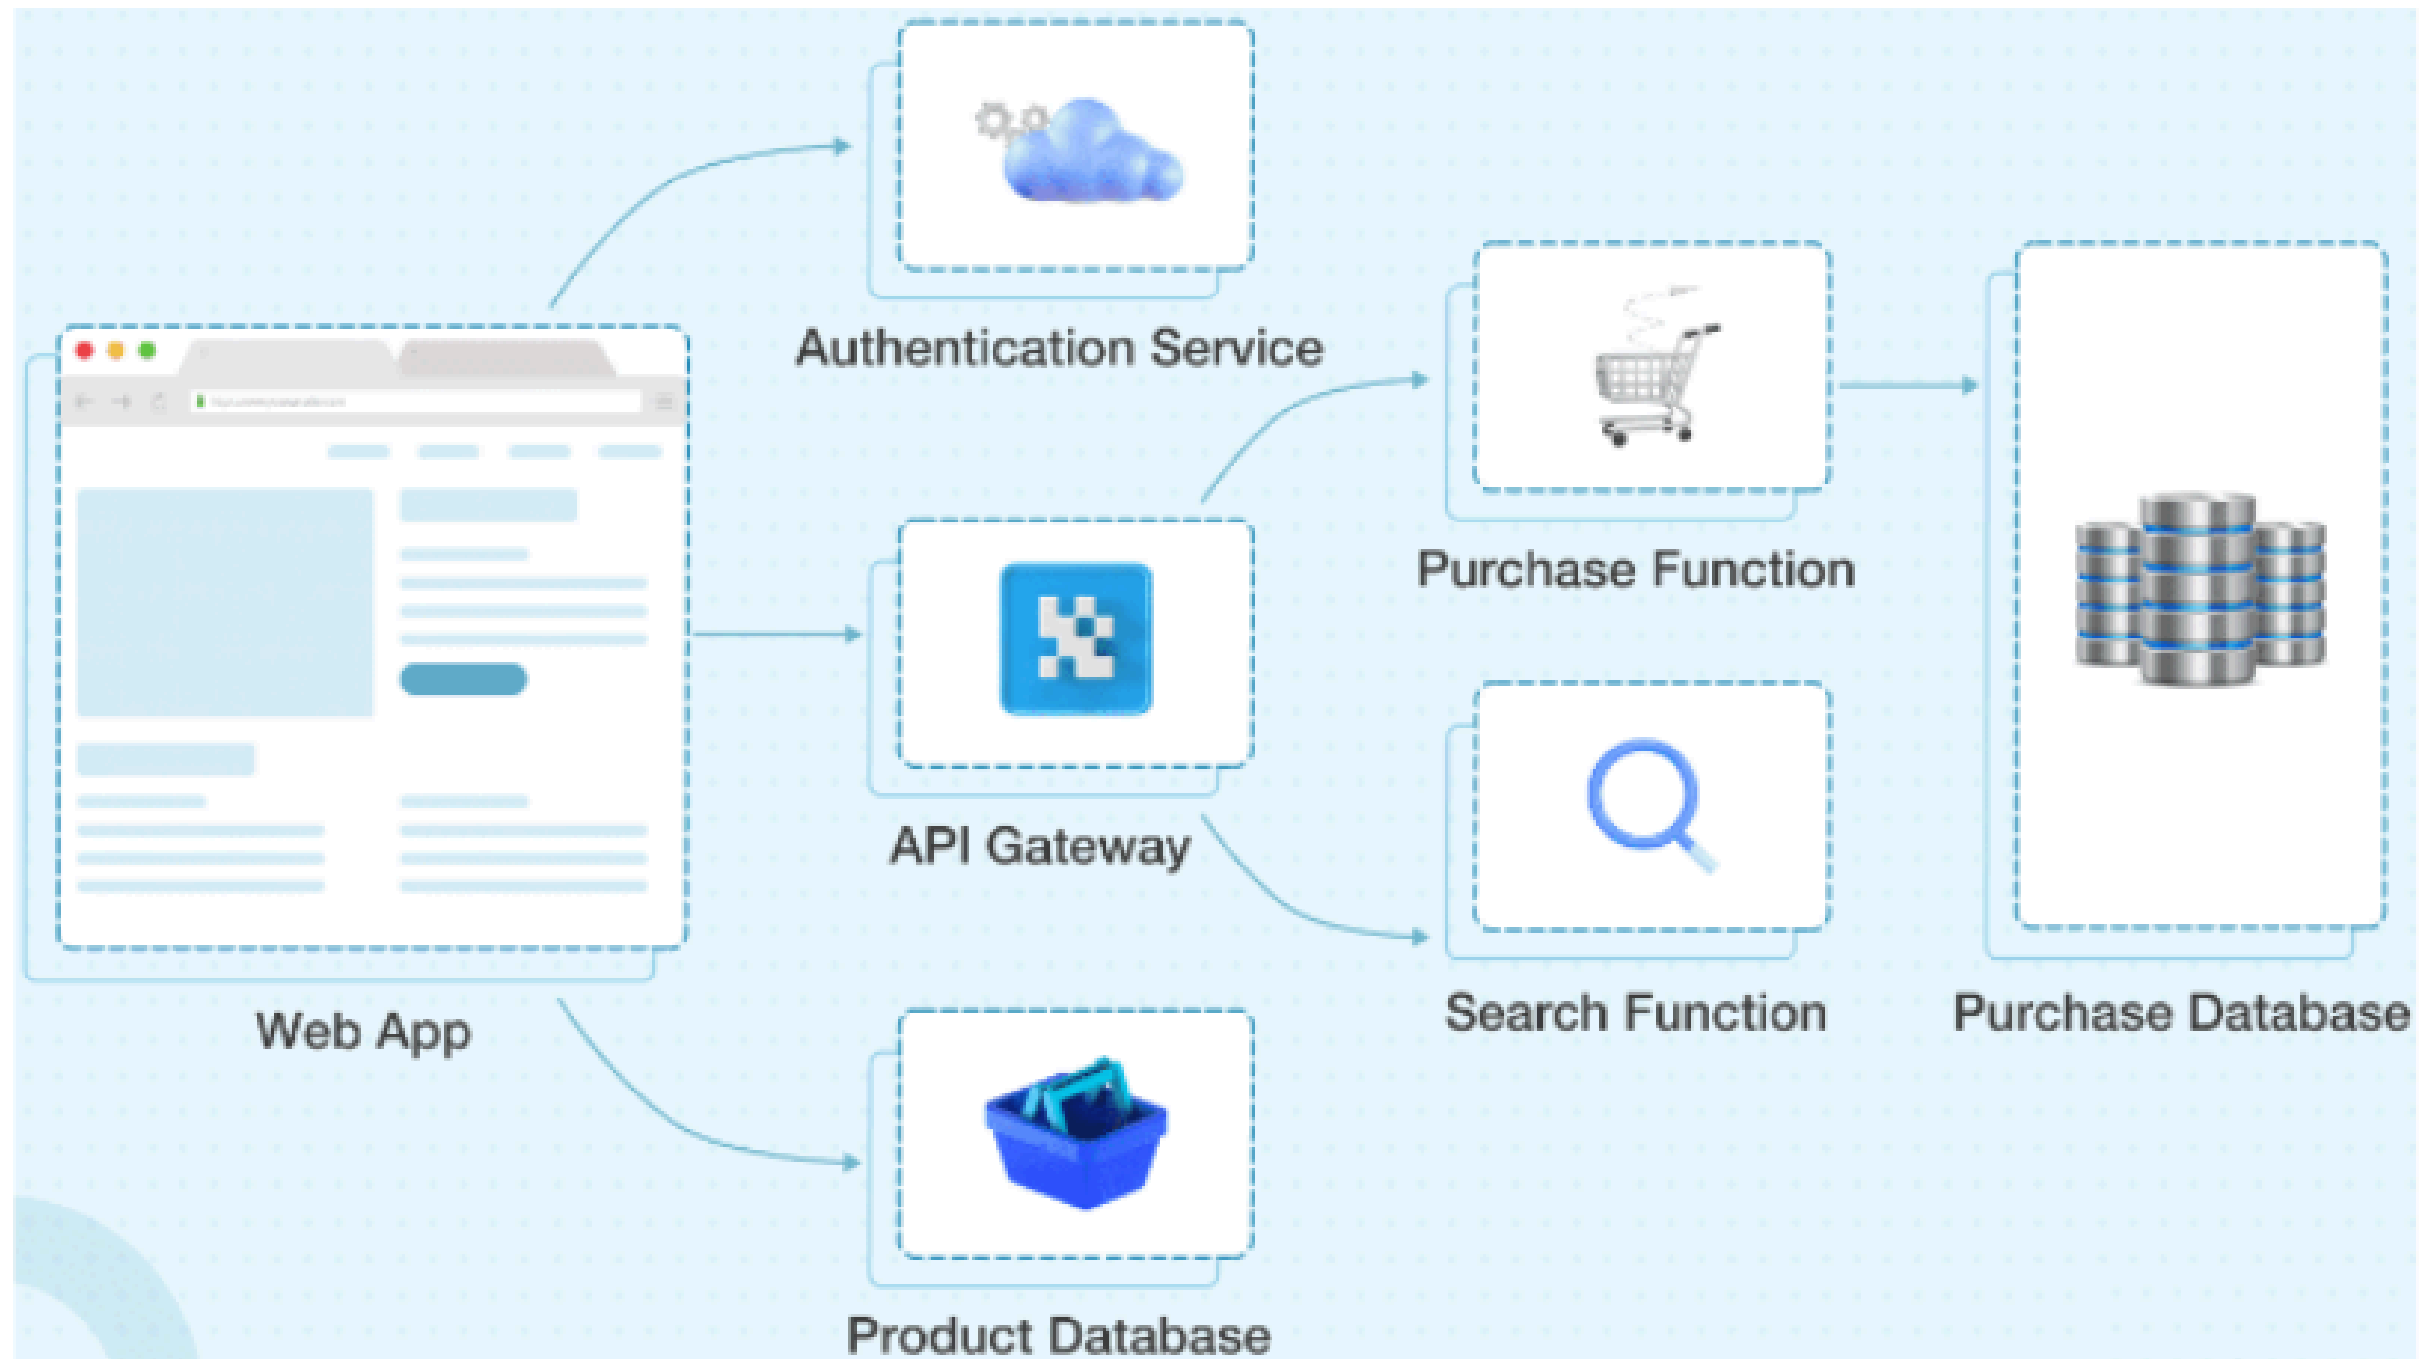 Authentication Service
Purchase Function
API Gateway
Search Function
Purchase Database
Web App
Product Database